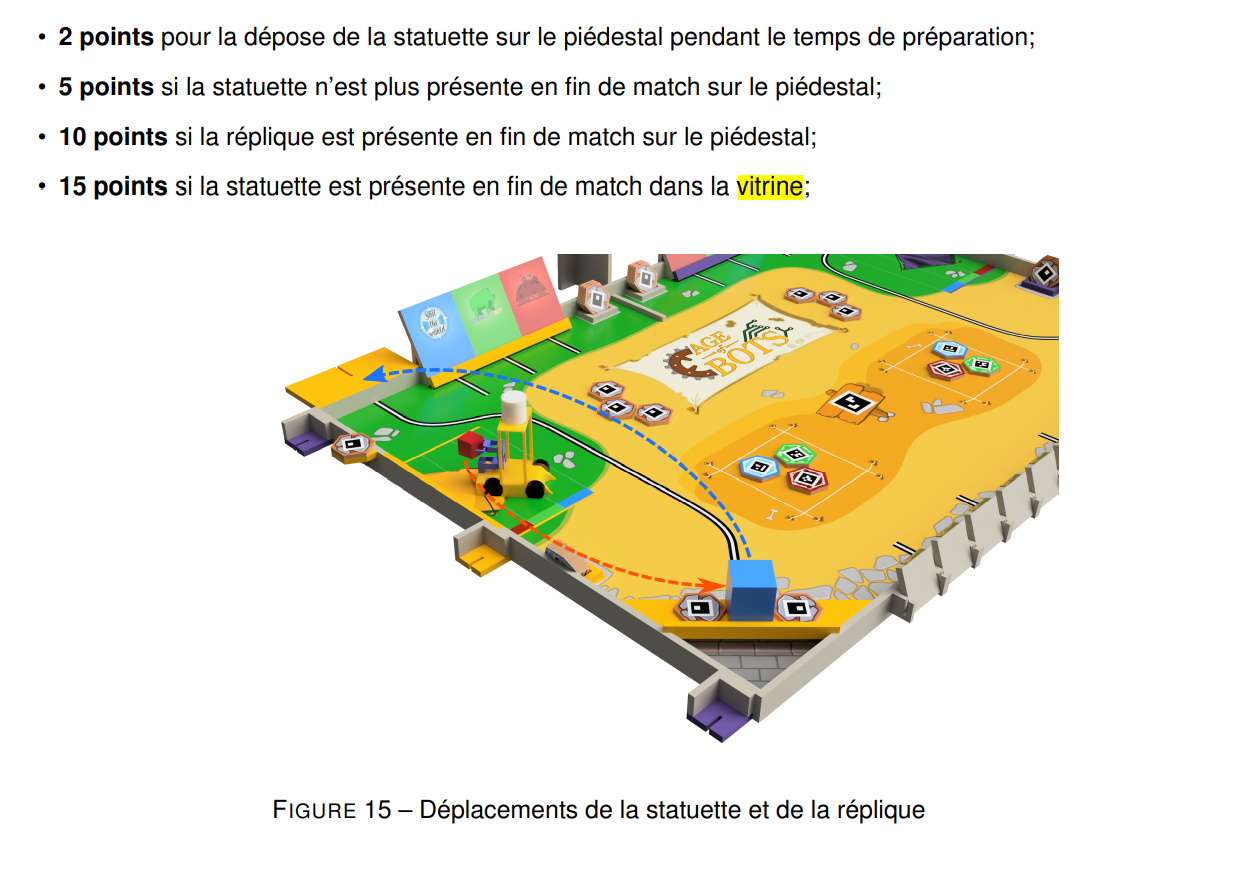 • 2 points pour la dépose de la statuette sur le piédestal pendant le temps de préparation;
• 5 points si la statuette n’est plus présente en fin de match sur le piédestal;
• 10 points si la réplique est présente en fin de match sur le piédestal;
• 15 points si la statuette est présente en fin de match dans la vitrine;
AGE
of
BOTS
FIGURE 15 – Déplacements de la statuette et de la réplique